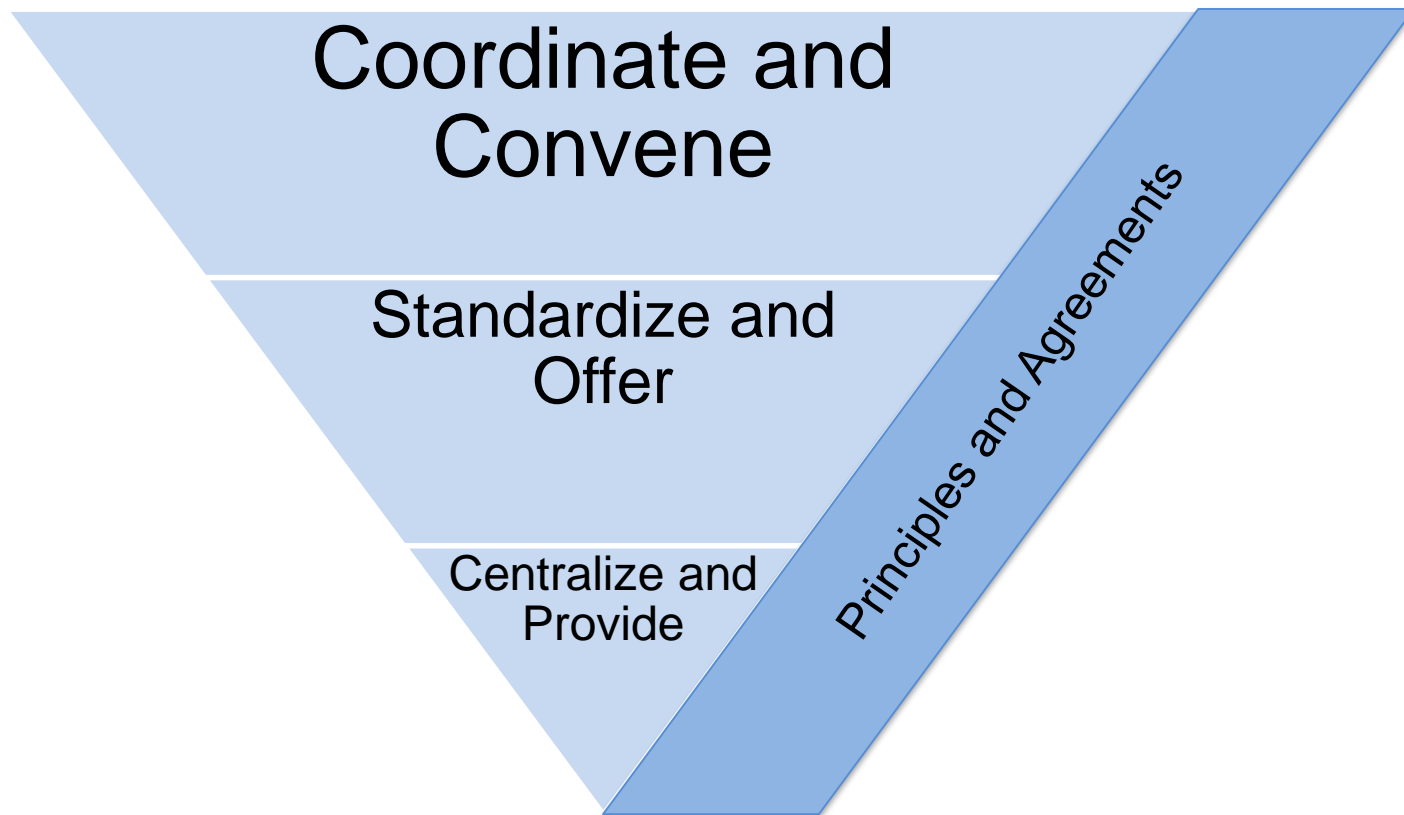 Coordinate and
Convene
Standardize and
Offer
Centralize and
Provide
Principles and Agreements